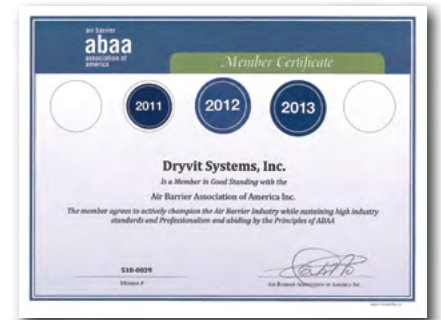 air barrier
abaa
association of
america
Member Certificate
2011
2012
2013
Dryvit Systems, Inc.
Is a Member in Good Standing with the
Air Barrier Association of America Inc.
The member agrees to actively champion the Air Barrier Industry while sustaining high industry
standards and Professionalism and abiding by the Principles of ABAA
510-0039
Member #
Air Barrier Association of America Inc.